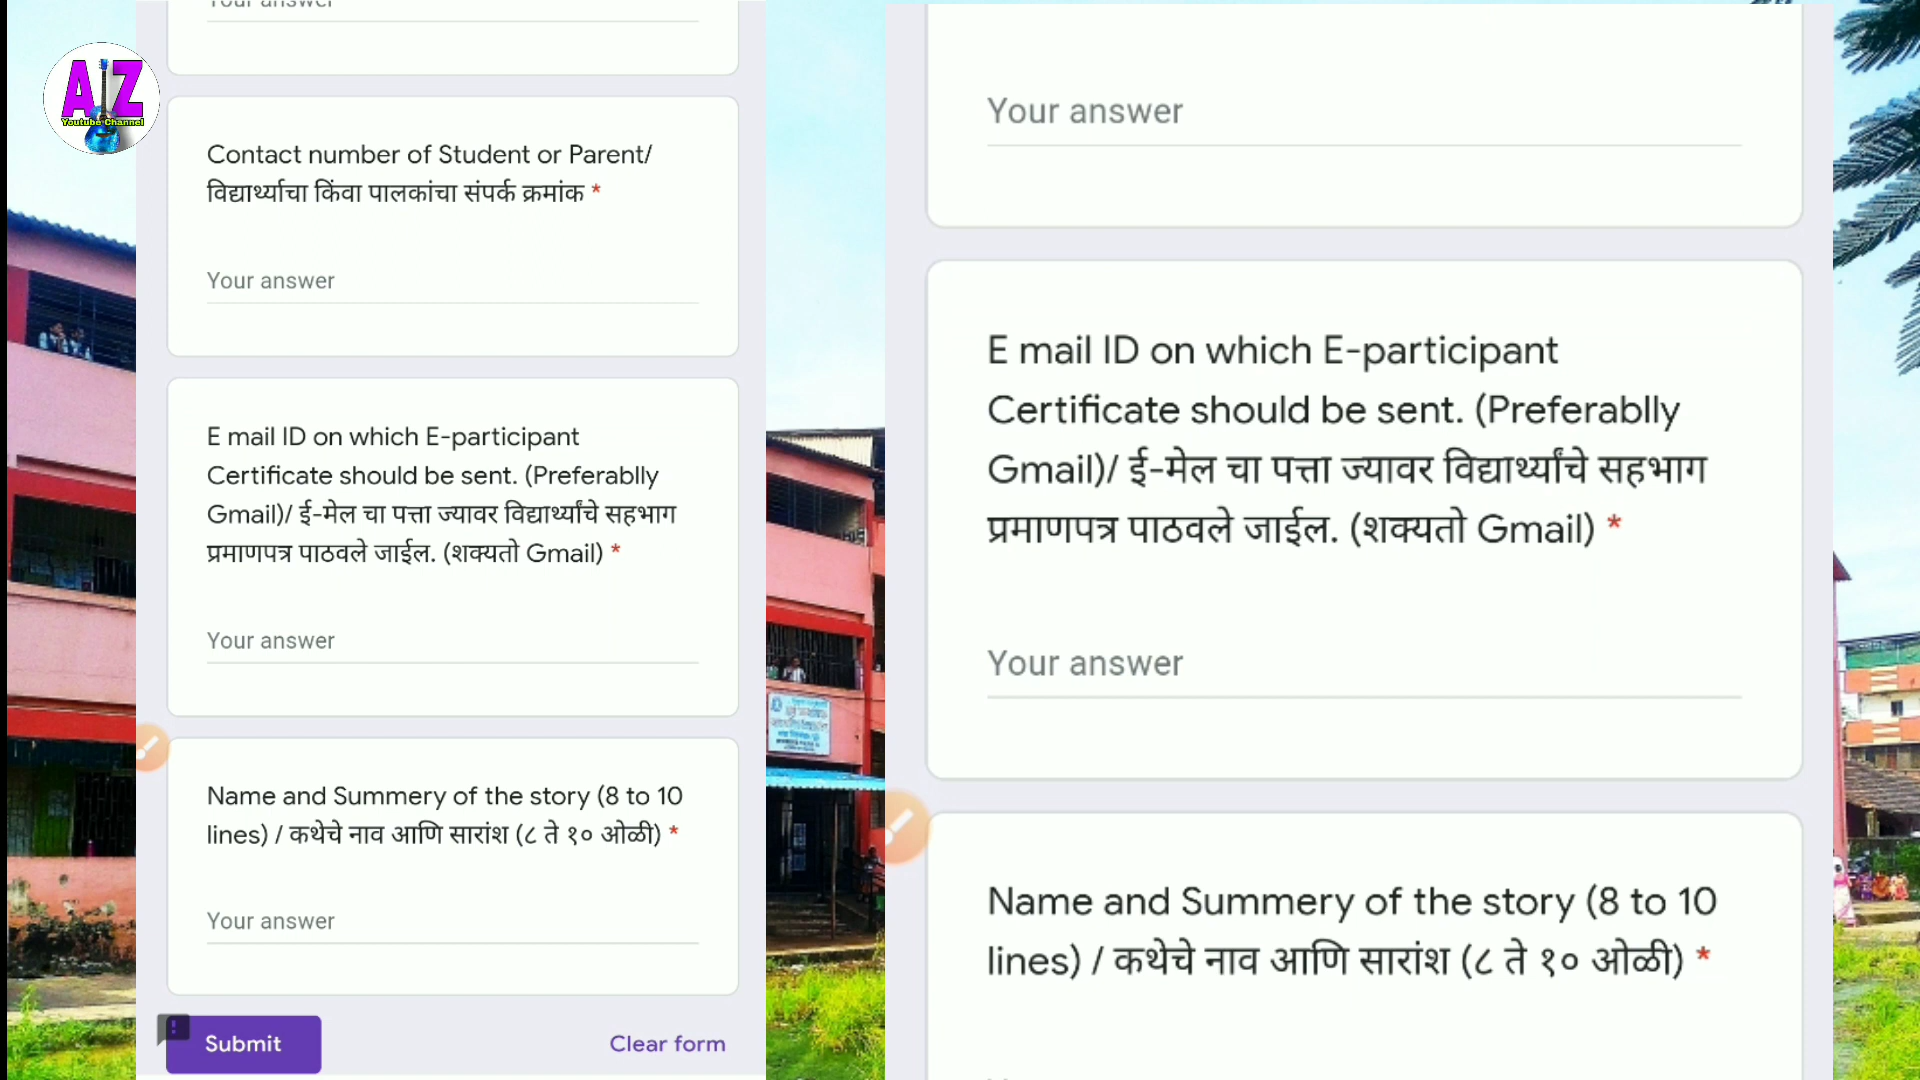 Your answer
A Z
Youtube Channel
Contact number of Student or Parent/
विद्यार्थ्याचा किंवा पालकांचा संपर्क क्रमांक *
Your answer
E mail ID on which E-participant
Certificate should be sent. (Preferablly
Gmail)/ ई-मेल चा पत्ता ज्यावर विद्यार्थ्यांचे सहभाग
प्रमाणपत्र पाठवले जाईल. (शक्यतो Gmail) *
Your answer
Name and Summery of the story (8 to 10
lines) / कथेचे नाव आणि सारांश (८ ते १० ओळी) *
Your answer
Submit
Clear form
Your answer
E mail ID on which E-participant
Certificate should be sent. (Preferablly
Gmail)/ ई-मेल चा पत्ता ज्यावर विद्यार्थ्यांचे सहभाग
प्रमाणपत्र पाठवले जाईल. (शक्यतो Gmail) *
Your answer
Name and Summery of the story (8 to 10
lines) / कथेचे नाव आणि सारांश (८ ते १० ओळी) *